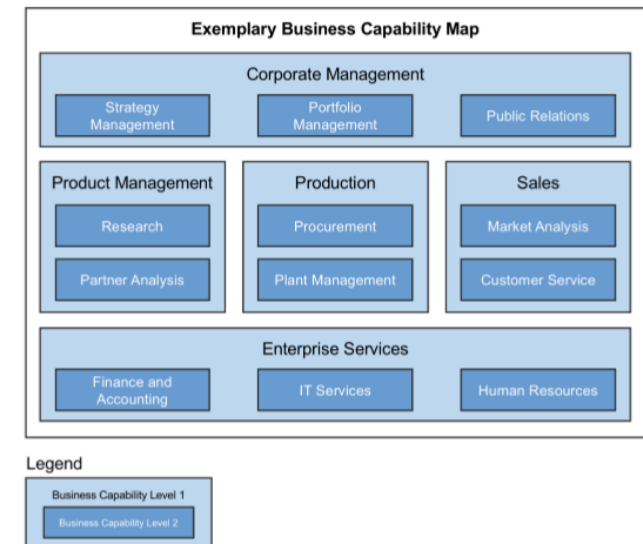 Exemplary Business Capability Map
Corporate Management
Strategy
Management
Portfolio
Management
Public Relations
Product Management
Research
Partner Analysis
Production
Procurement
Plant Management
Sales
Market Analysis
Customer Service
Enterprise Services
Finance and
Accounting
IT Services
Human Resources
Legend
Business Capability Level 1
Business Capability Level 2